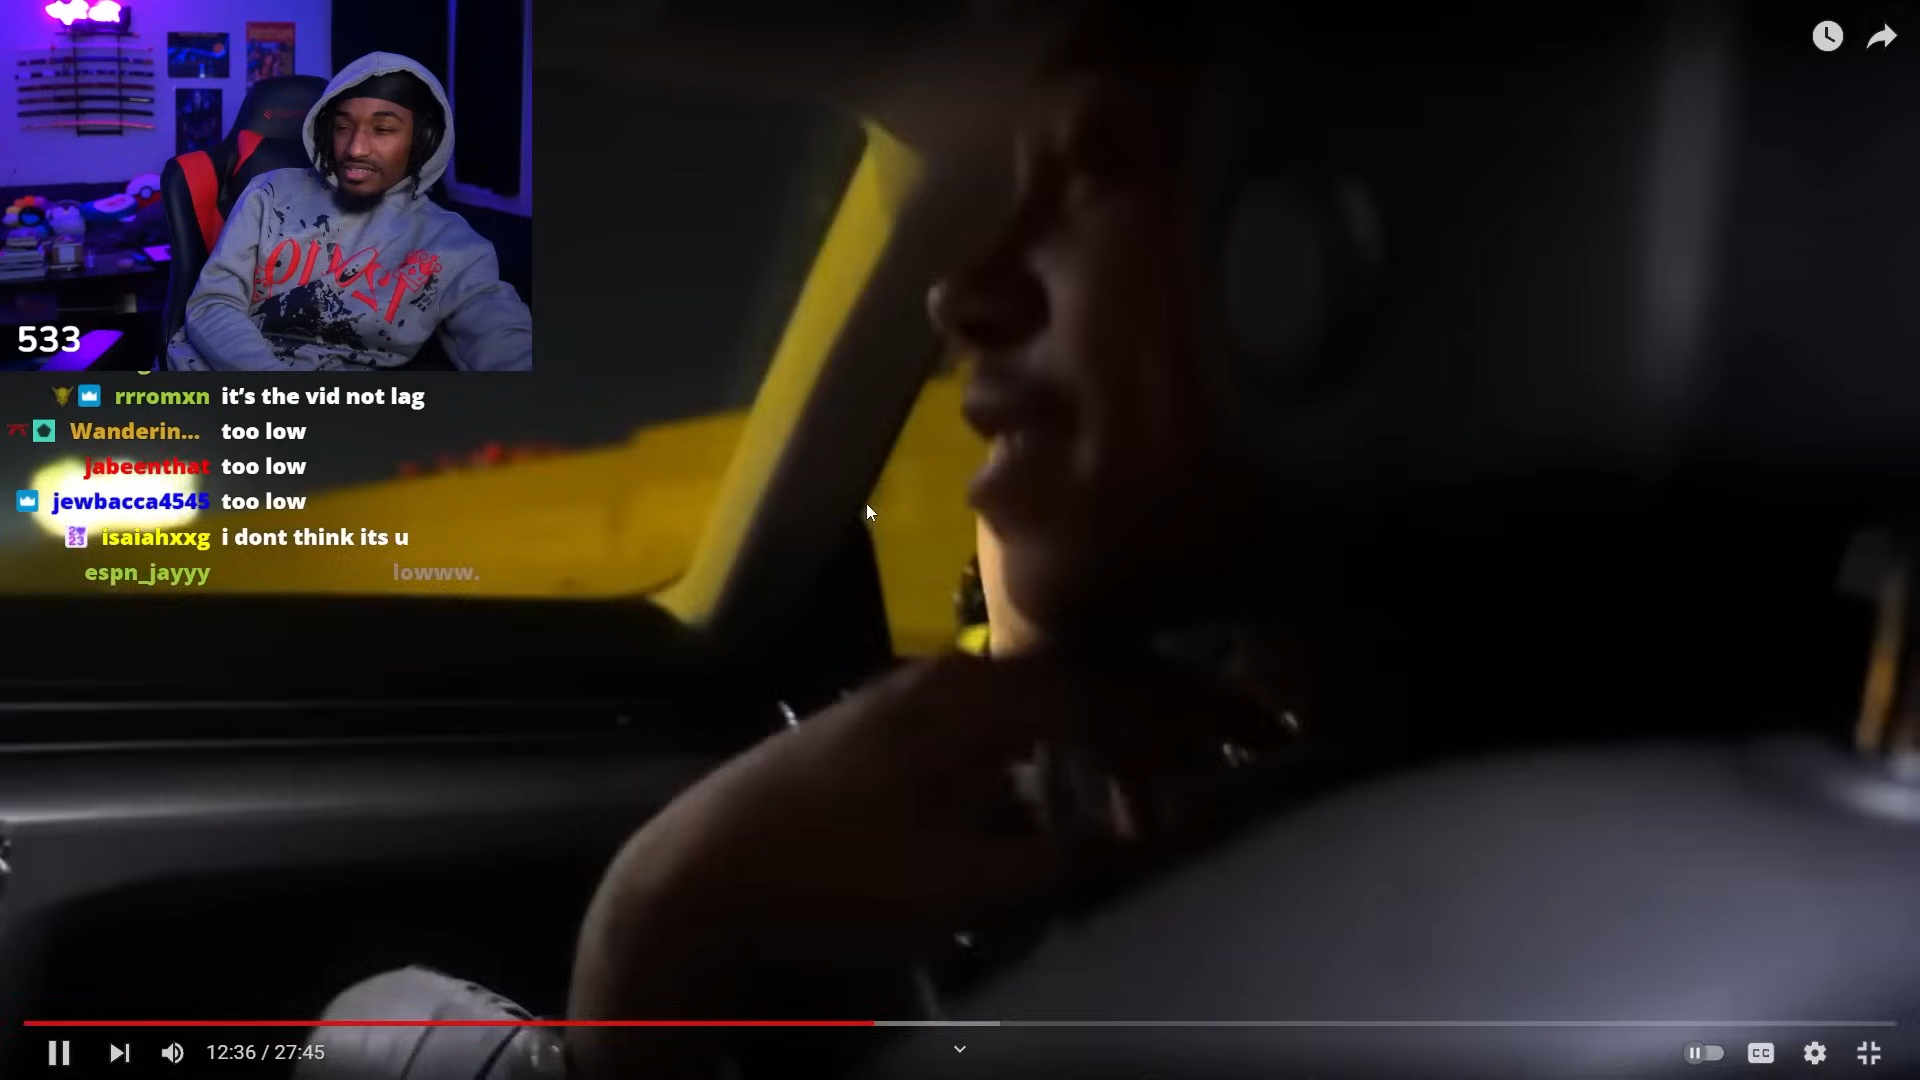 533
rrromxn it’s the vid not lag
Wanderin... too low
jabeenthat too low
jewbacca4545 too low
isaiahxxg i dont think its u
espn_jayyy lowww.
12:36 / 27:45
CC